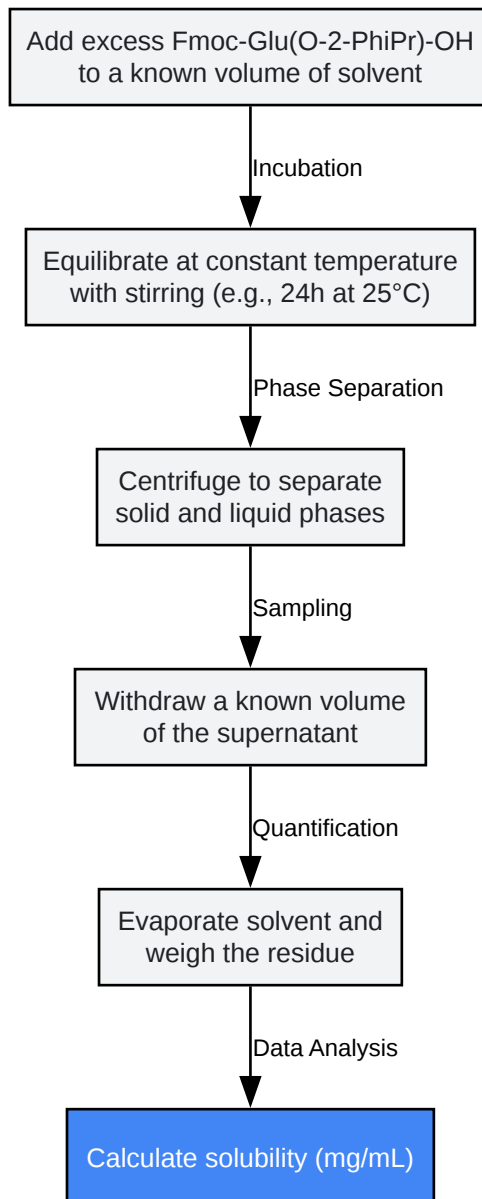 Add excess Fmoc-Glu(O-2-PhiPr)-OH
to a known volume of solvent
Incubation
Equilibrate at constant temperature
with stirring (e.g., 24h at 25°C)
Phase Separation
Centrifuge to separate
solid and liquid phases
Sampling
Withdraw a known volume
of the supernatant
Quantification
Evaporate solvent and
weigh the residue
Data Analysis
Calculate solubility (mg/mL)